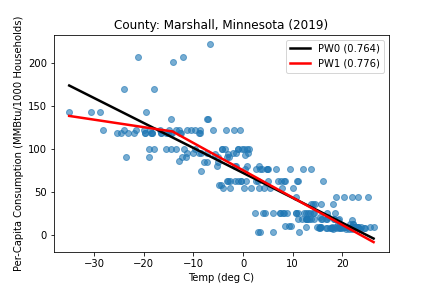 County: Marshall, Minnesota (2019)
Per-Capita Consumption (MMBtu/1000 Households)
200
150
100
50
0
PW0 (0.764)
PW1 (0.776)
−30 −20 −10 0 10 20
Temp (deg C)